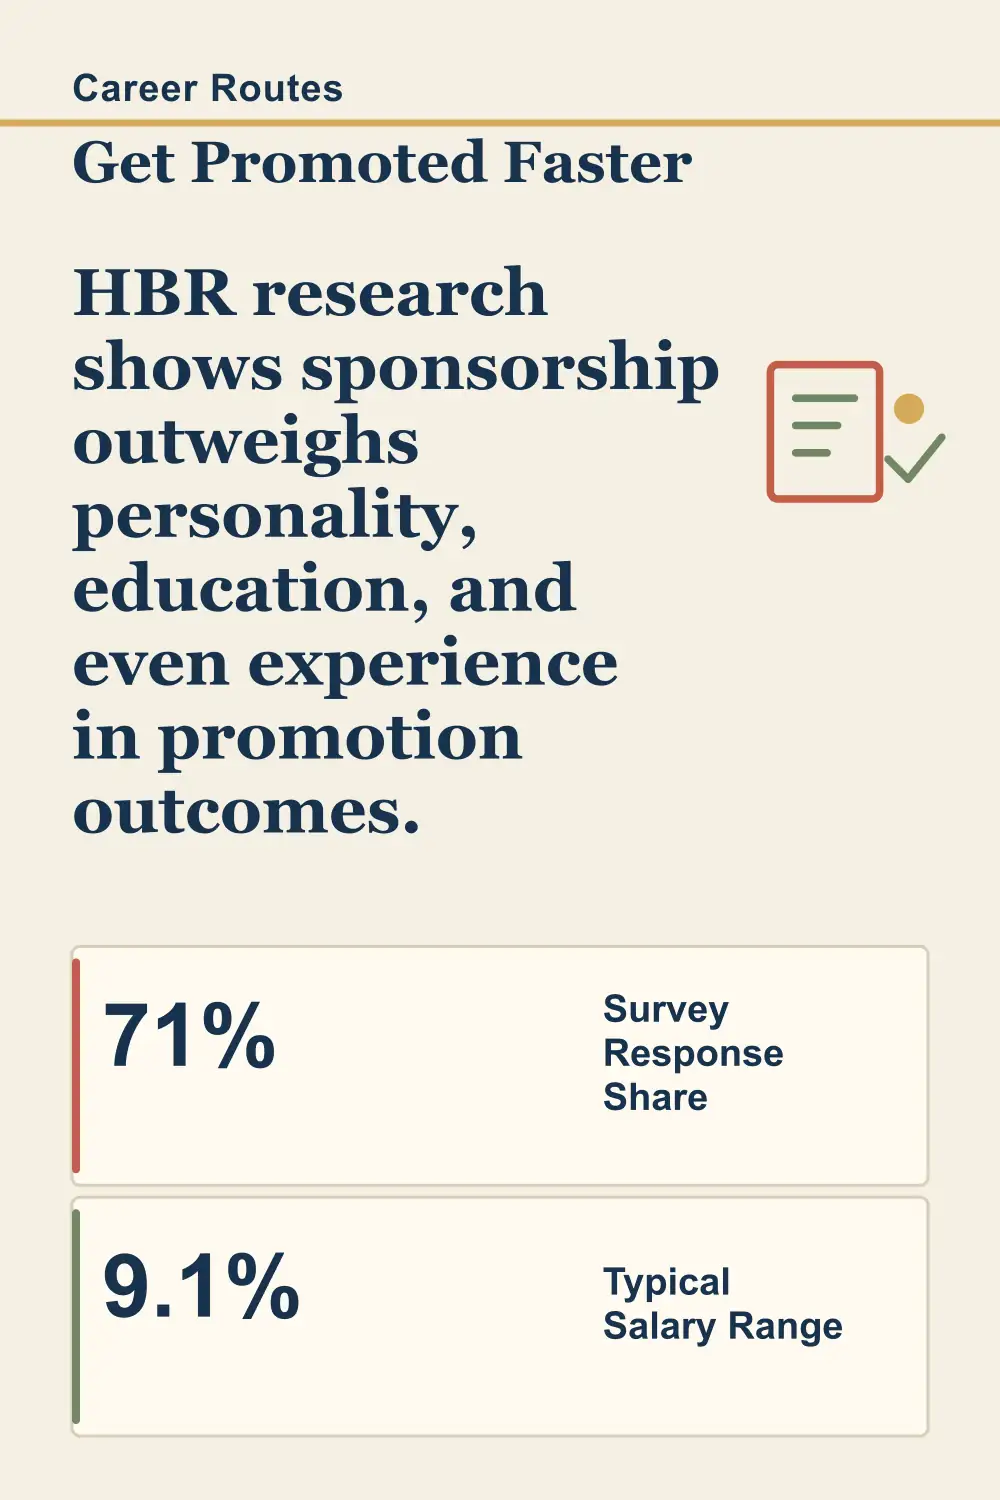 Career Routes
Get Promoted Faster
HBR research
shows sponsorship
outweighs
personality,
education, and
even experience
in promotion
outcomes.
71%
Survey
Response
Share
9.1%
Typical
Salary Range